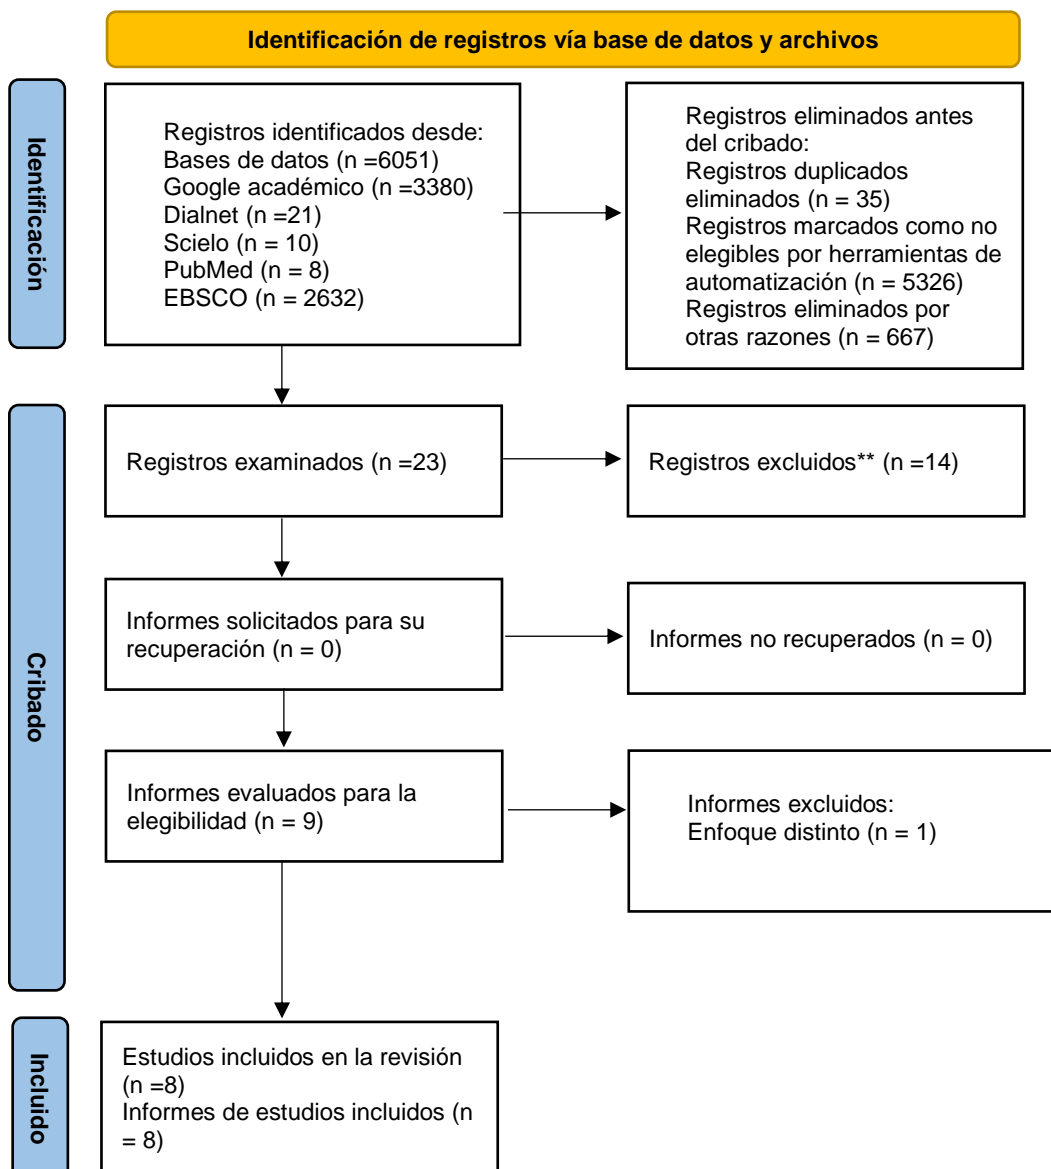 Identificación de registros vía base de datos y archivos
Identificación
Registros identificados desde:
Bases de datos (n =6051)
Google académico (n =3380)
Dialnet (n =21)
Scielo (n = 10)
PubMed (n = 8)
EBSCO (n = 2632)
Registros eliminados antes
del cribado:
Registros duplicados
eliminados (n = 35)
Registros marcados como no
elegibles por herramientas de
automatización (n = 5326)
Registros eliminados por
otras razones (n = 667)
Cribado
Registros examinados (n =23)
Registros excluidos** (n =14)
Informes solicitados para su
recuperación (n = 0)
Informes no recuperados (n = 0)
Informes evaluados para la
elegibilidad (n = 9)
Informes excluidos:
Enfoque distinto (n = 1)
Incluido
Estudios incluidos en la revisión
(n =8)
Informes de estudios incluidos (n
= 8)